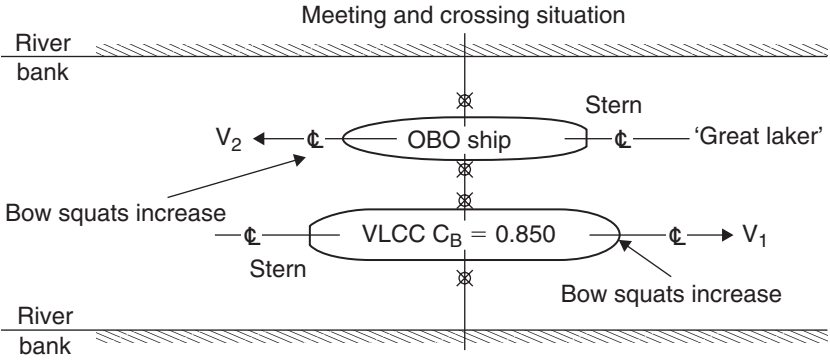 Meeting and crossing situation
River
bank
Stern
V₂ ℄ OBO ship ℄ 'Great laker'
Bow squats increase
℄ VLCC C_B = 0.850 ℄ V₁
Stern
Bow squats increase
River
bank